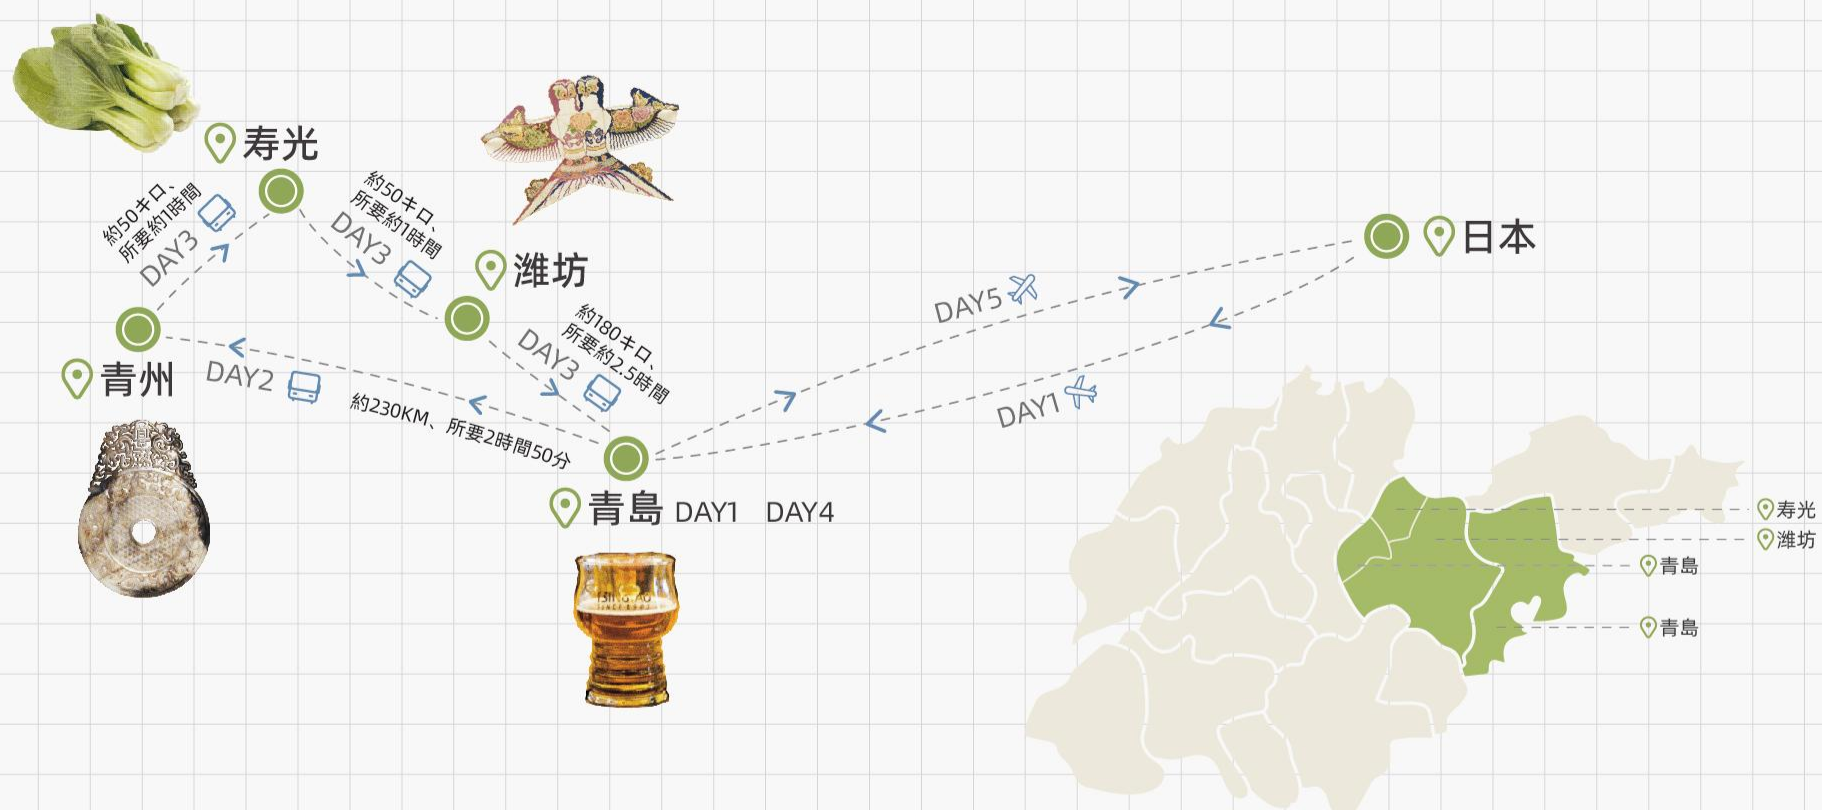 寿光
約50キロ、
所要約1時間
DAY3
約50キロ、
所要約1時間
DAY3
潍坊
約180キロ、
所要約2.5時間
DAY3
青州
DAY2
約230KM、所要2時間50分
青島 DAY1 DAY4
DAY5
DAY1
日本
寿光
潍坊
青島
青島